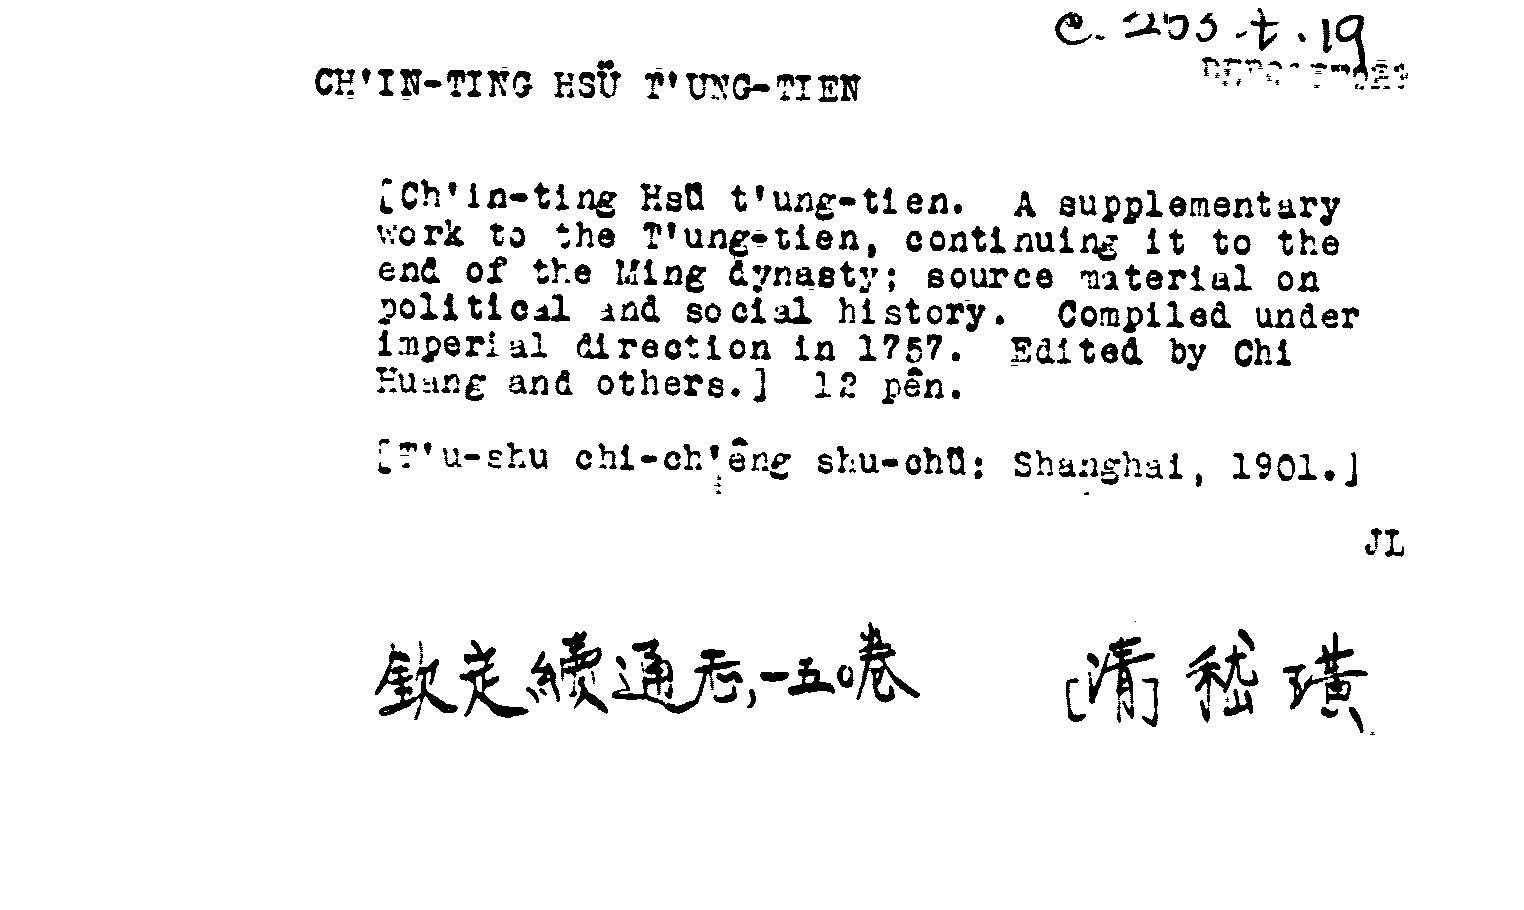 c. 253.t.19
CH'IN-TING HSÜ T'UNG-TIEN
[Ch'in-ting Hsü t'ung-tien. A supplementary
work to the T'ung-tien, continuing it to the
end of the Ming dynasty; source material on
political and social history. Compiled under
imperial direction in 1757. Edited by Chi
Huang and others.] 12 pên.
[T'u-shu chi-ch'êng shu-chü: Shanghai, 1901.]
JL
欽定續通,一五〇卷 [清] 嵇璜